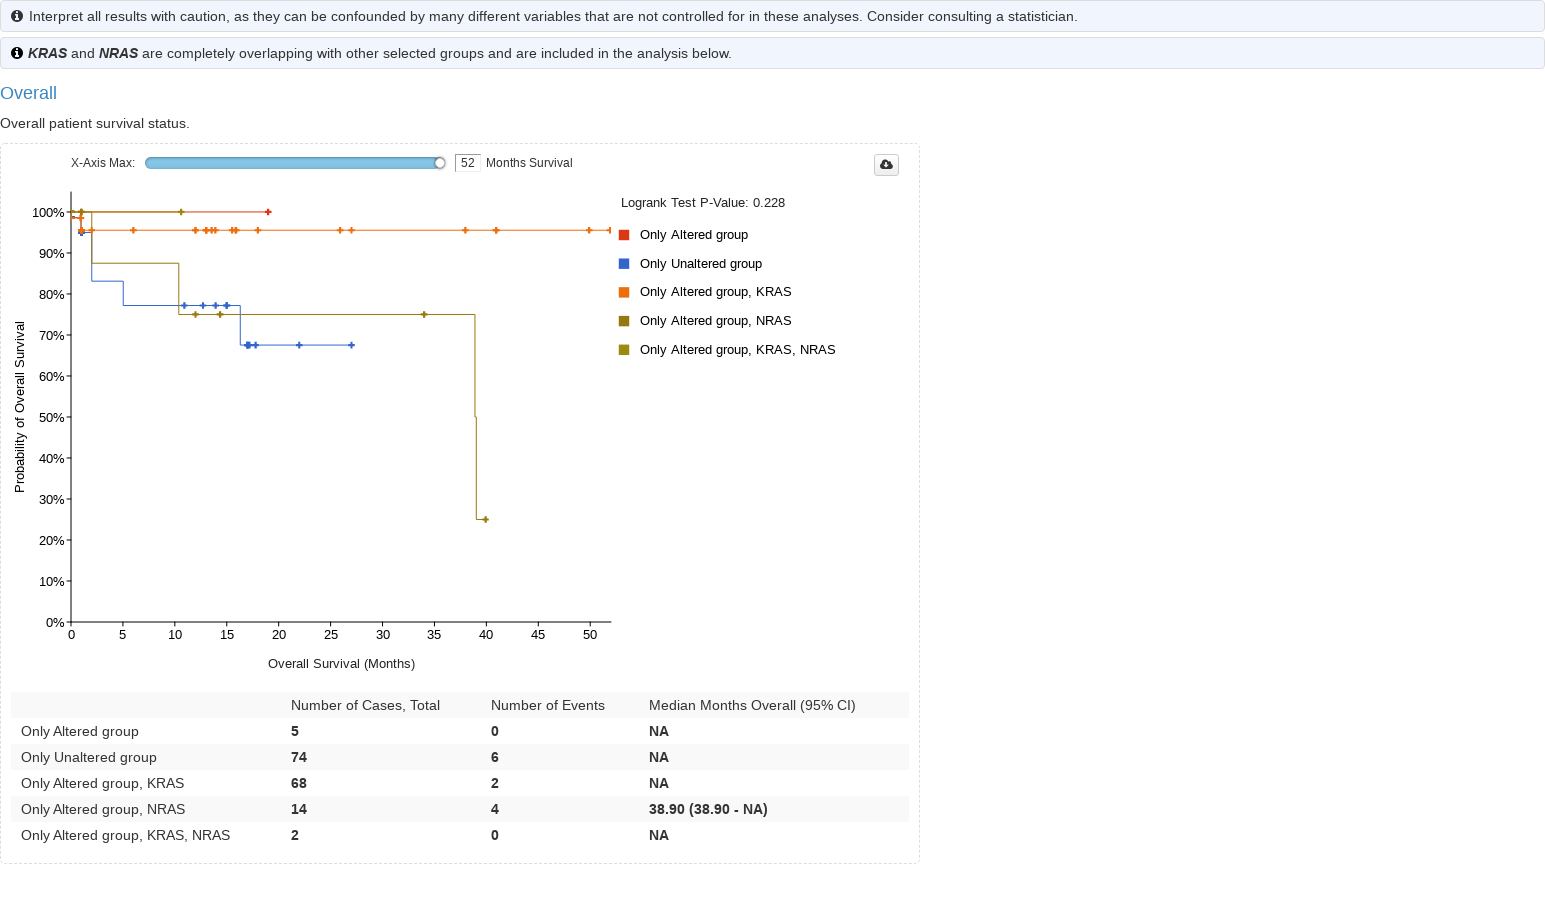 Interpret all results with caution, as they can be confounded by many different variables that are not controlled for in these analyses. Consider consulting a statistician.
KRAS and NRAS are completely overlapping with other selected groups and are included in the analysis below.
Overall
Overall patient survival status.
X-Axis Max: 52 Months Survival
Logrank Test P-Value: 0.228
Only Altered group
Only Unaltered group
Only Altered group, KRAS
Only Altered group, NRAS
Only Altered group, KRAS, NRAS
Probability of Overall Survival
100%
90%
80%
70%
60%
50%
40%
30%
20%
10%
0%
0 5 10 15 20 25 30 35 40 45 50
Overall Survival (Months)
Number of Cases, Total Number of Events Median Months Overall (95% CI)
Only Altered group 5 0 NA
Only Unaltered group 74 6 NA
Only Altered group, KRAS 68 2 NA
Only Altered group, NRAS 14 4 38.90 (38.90 - NA)
Only Altered group, KRAS, NRAS 2 0 NA